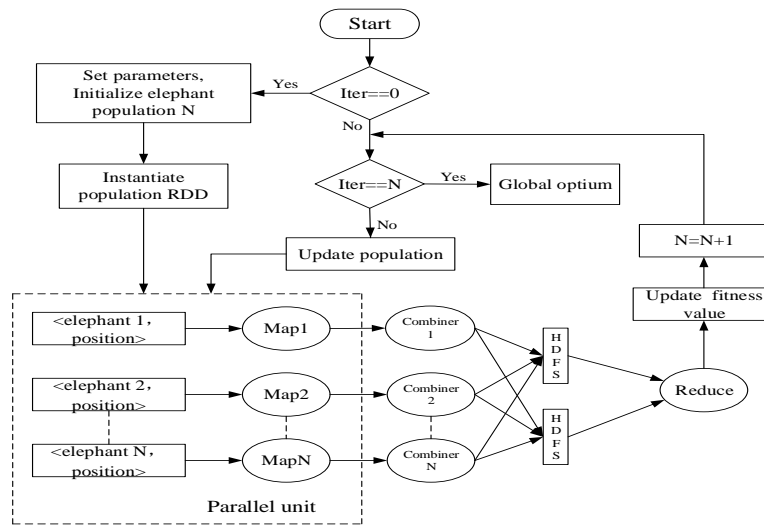 Start
Set parameters,
Initialize elephant
population N
Yes
Iter==0
No
Instantiate
population RDD
Iter==N
Yes
Global optium
No
Update population
N=N+1
Update fitness
value
<elephant 1,
position>
Map1
Combiner
1
H
D
F
S
<elephant 2,
position>
Map2
Combiner
2
Reduce
H
D
F
S
<elephant N,
position>
MapN
Combiner
N
Parallel unit